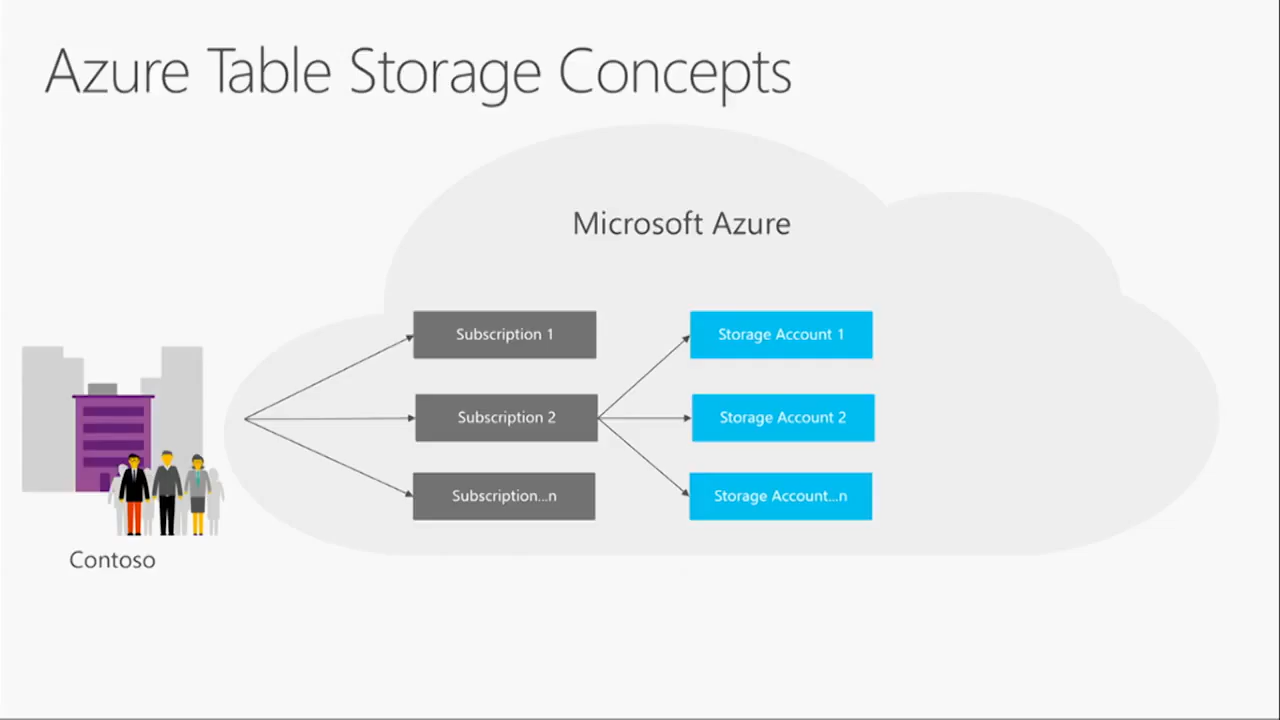 Azure Table Storage Concepts
Microsoft Azure
Subscription 1
Storage Account 1
Subscription 2
Storage Account 2
Subscription...n
Storage Account...n
Contoso